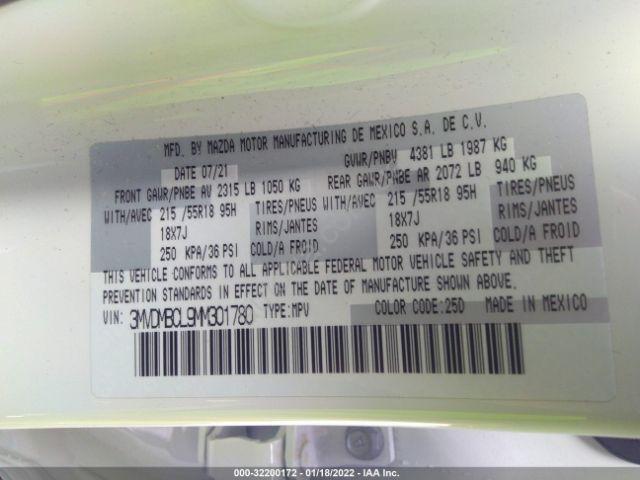 MFD. BY MAZDA MOTOR MANUFACTURING DE MEXICO S.A. DE C.V.
DATE 07/21 GVWR/PNBV 4381 LB 1987 KG
FRONT GAWR/PNBE AV 2315 LB 1050 KG REAR GAWR/PNBE AR 2072 LB 940 KG
WITH/AVEC 215 /55R18 95H TIRES/PNEUS WITH/AVEC 215 /55R18 95H TIRES/PNEUS
18X7J RIMS/JANTES 18X7J RIMS/JANTES
250 KPA/36 PSI COLD/A FROID 250 KPA/36 PSI COLD/A FROID
THIS VEHICLE CONFORMS TO ALL APPLICABLE FEDERAL MOTOR VEHICLE SAFETY AND THEFT
PREVENTION STANDARDS IN EFFECT ON THE DATE OF MANUFACTURE SHOWN ABOVE.
VIN: 3MVDMBCL9MM301780 TYPE:MPV COLOR CODE:25D MADE IN MEXICO
000-32200172 - 01/18/2022 - IAA Inc.